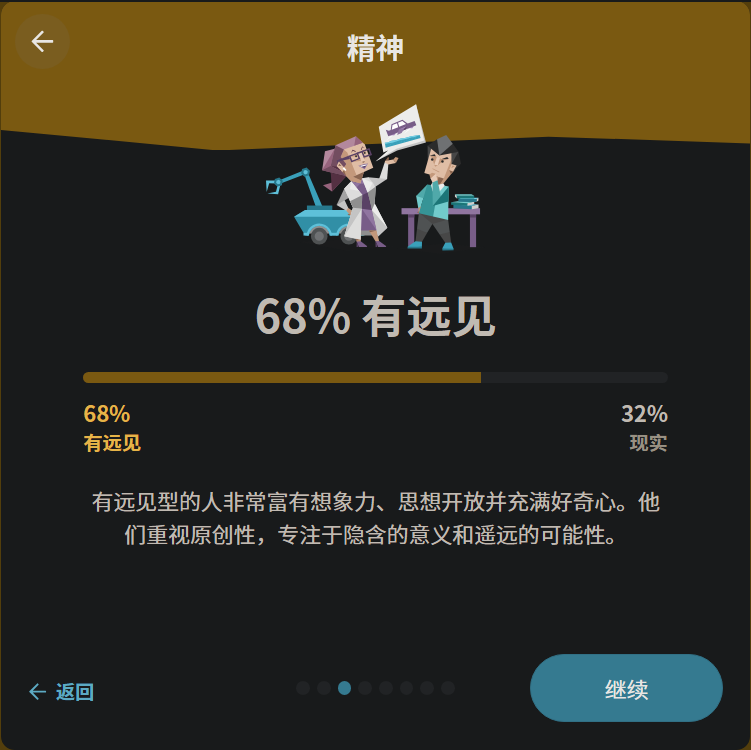 精神
68% 有远见
68%
32%
有远见
现实
有远见型的人非常富有想象力、思想开放并充满好奇心。他
们重视原创性，专注于隐含的意义和遥远的可能性。
返回
继续